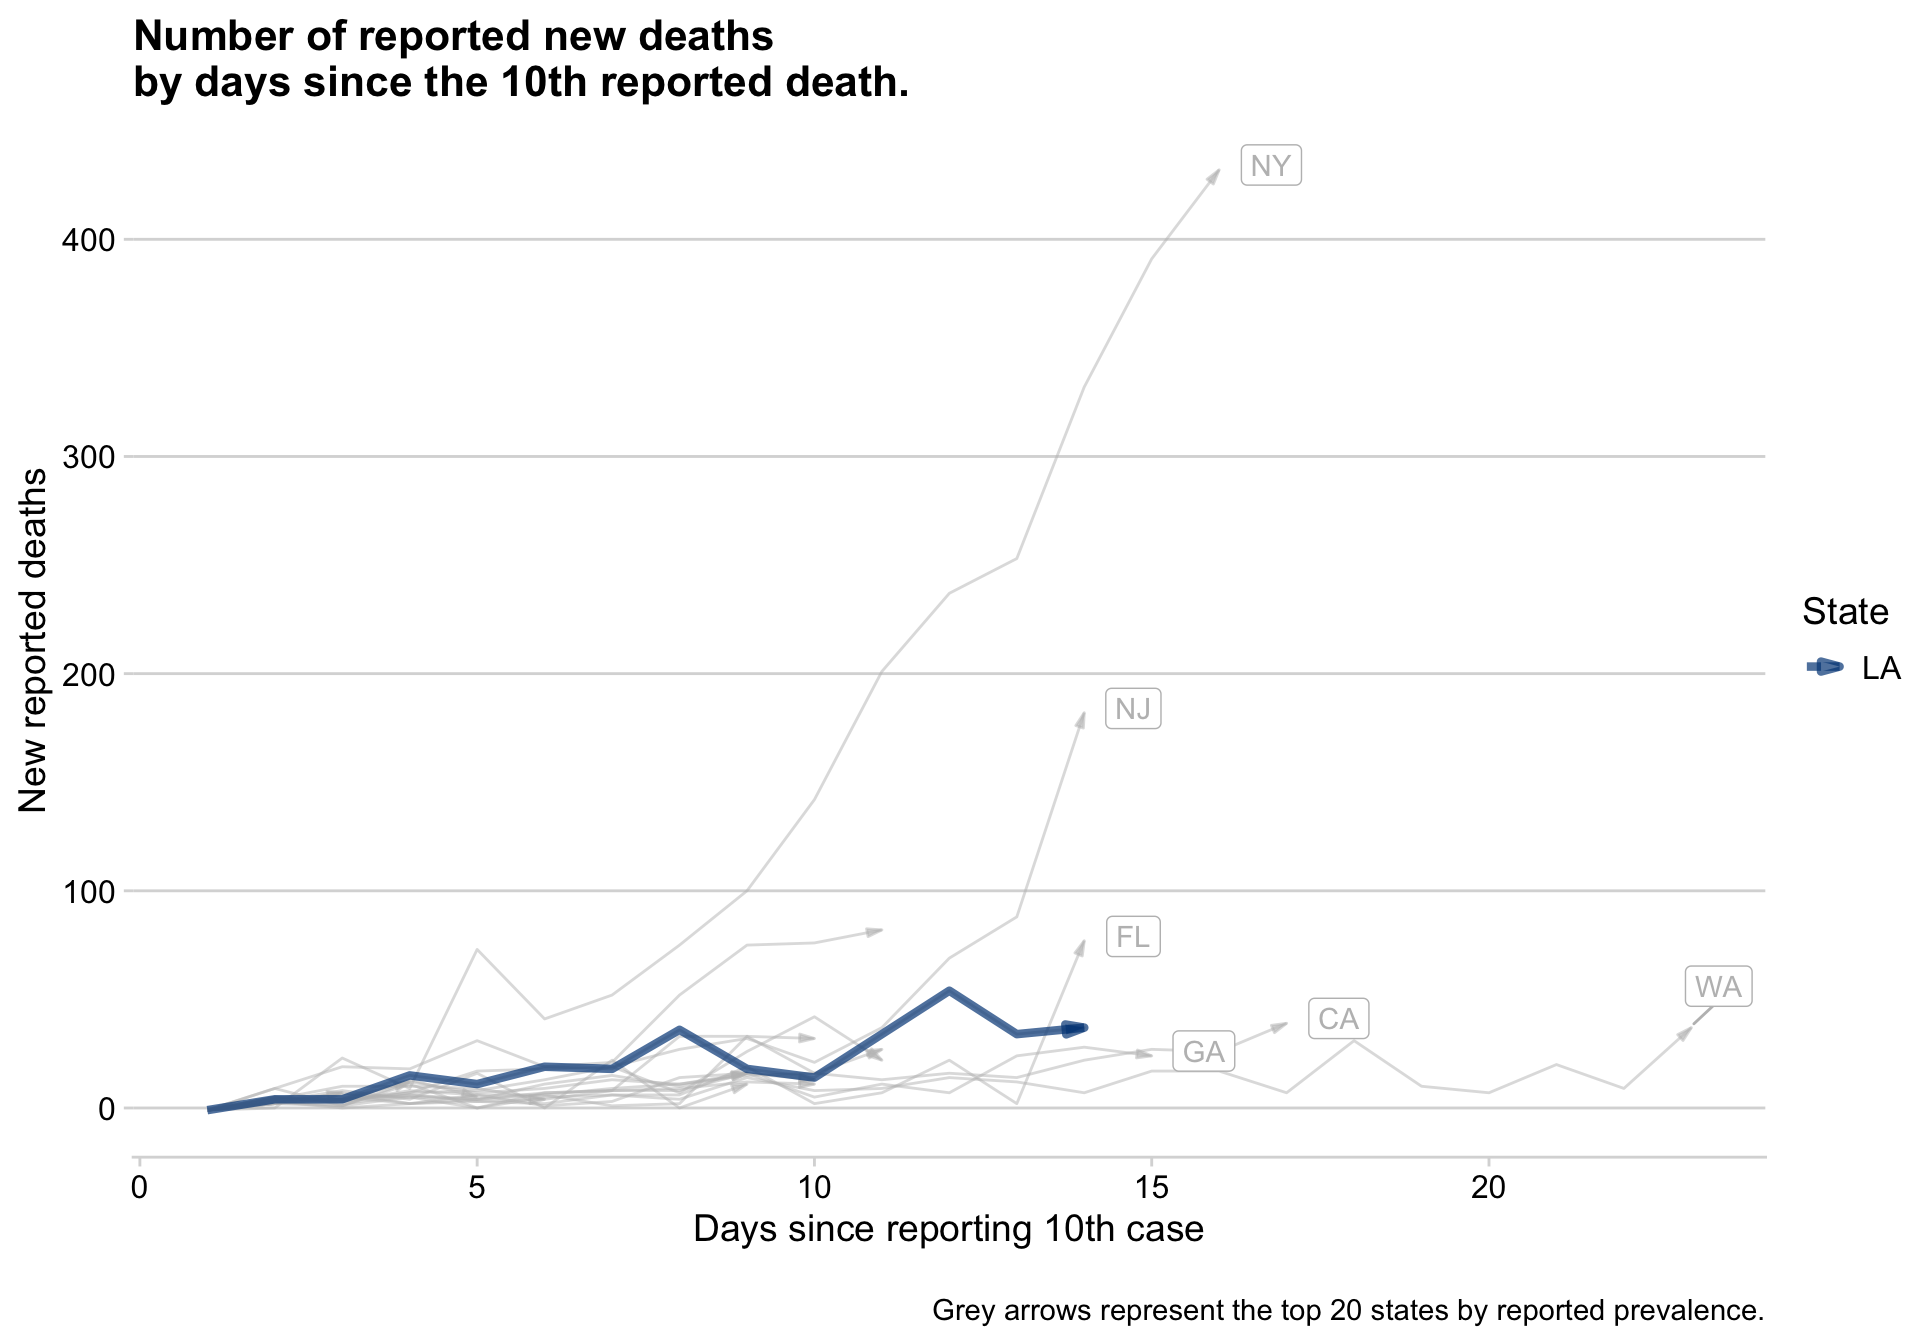 Number of reported new deaths
by days since the 10th reported death.
NY
400
300
200
100
0
New reported deaths
NJ
FL
WA
CA
GA
State
LA
0 5 10 15 20
Days since reporting 10th case
Grey arrows represent the top 20 states by reported prevalence.